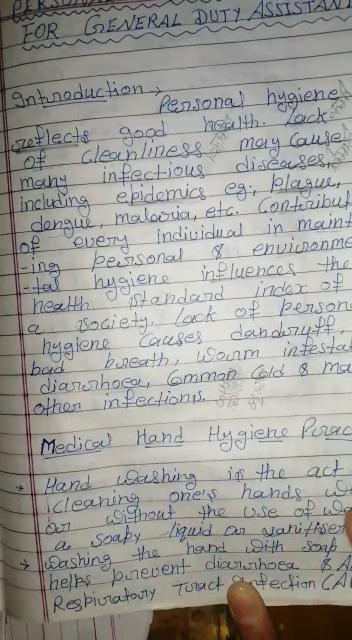 PERSON
FOR GENERAL DUTY ASSISTAN
Introduction →
Personal hygiene
reflects good health. Lack
of cleanliness may cause
many infectious diseases,
including epidemics eg:, plague,
dengue, malaria, etc. Contribut
of every individual in maint
-ing personal & environme
-tal hygiene influences the
health standard index of
a society. Lack of person
hygiene causes dandruff,
bad breath, worm infesta
diarrhoea, Common Cold & ma
other infections.
Medical Hand Hygiene Prac
→ Hand washing is the act
cleaning one's hands w
or without the use of wa
a soapy liquid or sanitiser
→ Washing the hand with soap
helps prevent diarrhoea & A
Respiratory Tract Infection (A